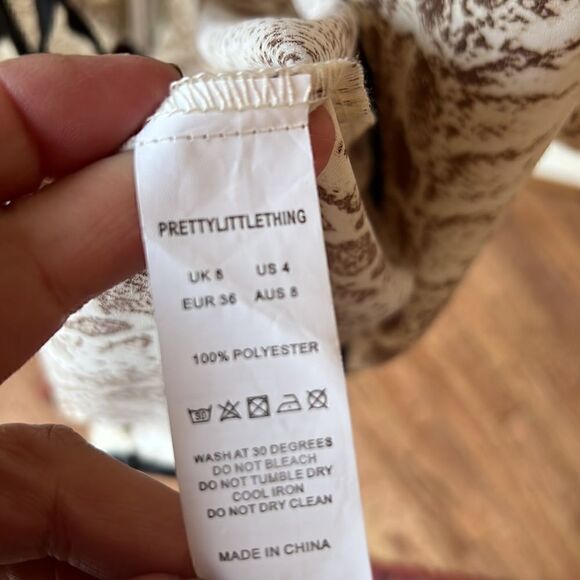 PRETTYLITTLETHING
UK 8 US 4
EUR 36 AUS 8
100% POLYESTER
30
WASH AT 30 DEGREES
DO NOT BLEACH
DO NOT TUMBLE DRY
COOL IRON
DO NOT DRY CLEAN
MADE IN CHINA